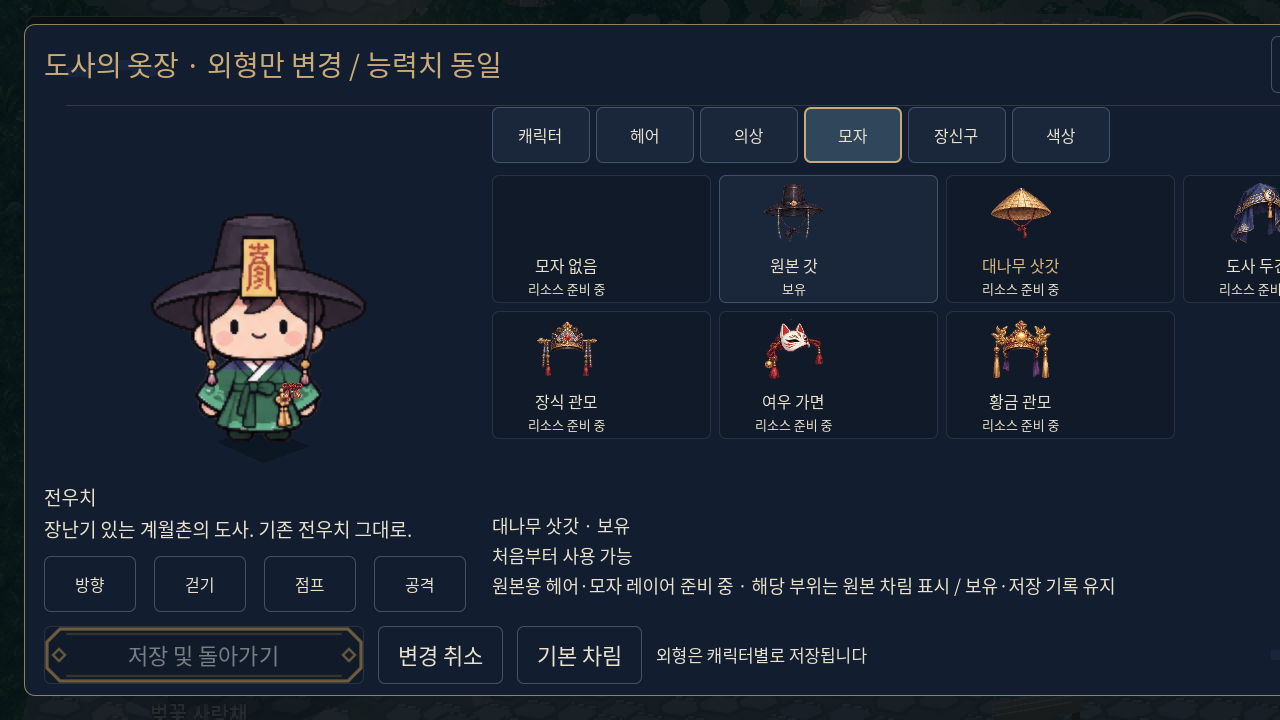 도사의 옷장 · 외형만 변경 / 능력치 동일
캐릭터
헤어
의상
모자
장신구
색상
모자 없음
리소스 준비 중
원본 갓
보유
대나무 삿갓
리소스 준비 중
도사 두
리소스 준비
장식 관모
리소스 준비 중
여우 가면
리소스 준비 중
황금 관모
리소스 준비 중
전우치
장난기 있는 계월촌의 도사. 기존 전우치 그대로.
대나무 삿갓 · 보유
처음부터 사용 가능
원본용 헤어·모자 레이어 준비 중 · 해당 부위는 원본 차림 표시 / 보유·저장 기록 유지
방향
걷기
점프
공격
저장 및 돌아가기
변경 취소
기본 차림
외형은 캐릭터별로 저장됩니다
벚꽃 사랑채